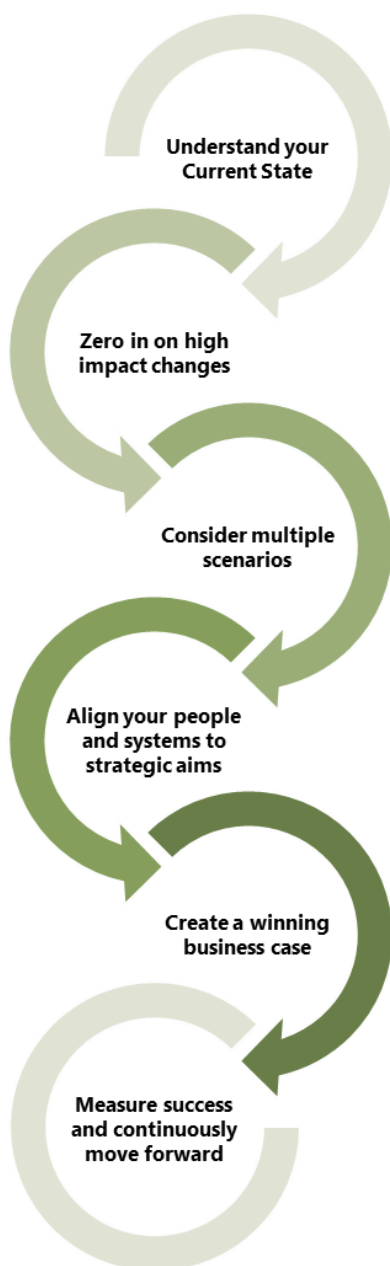 Understand your
Current State
Zero in on high
impact changes
Consider multiple
scenarios
Align your people
and systems to
strategic aims
Create a winning
business case
Measure success
and continuously
move forward